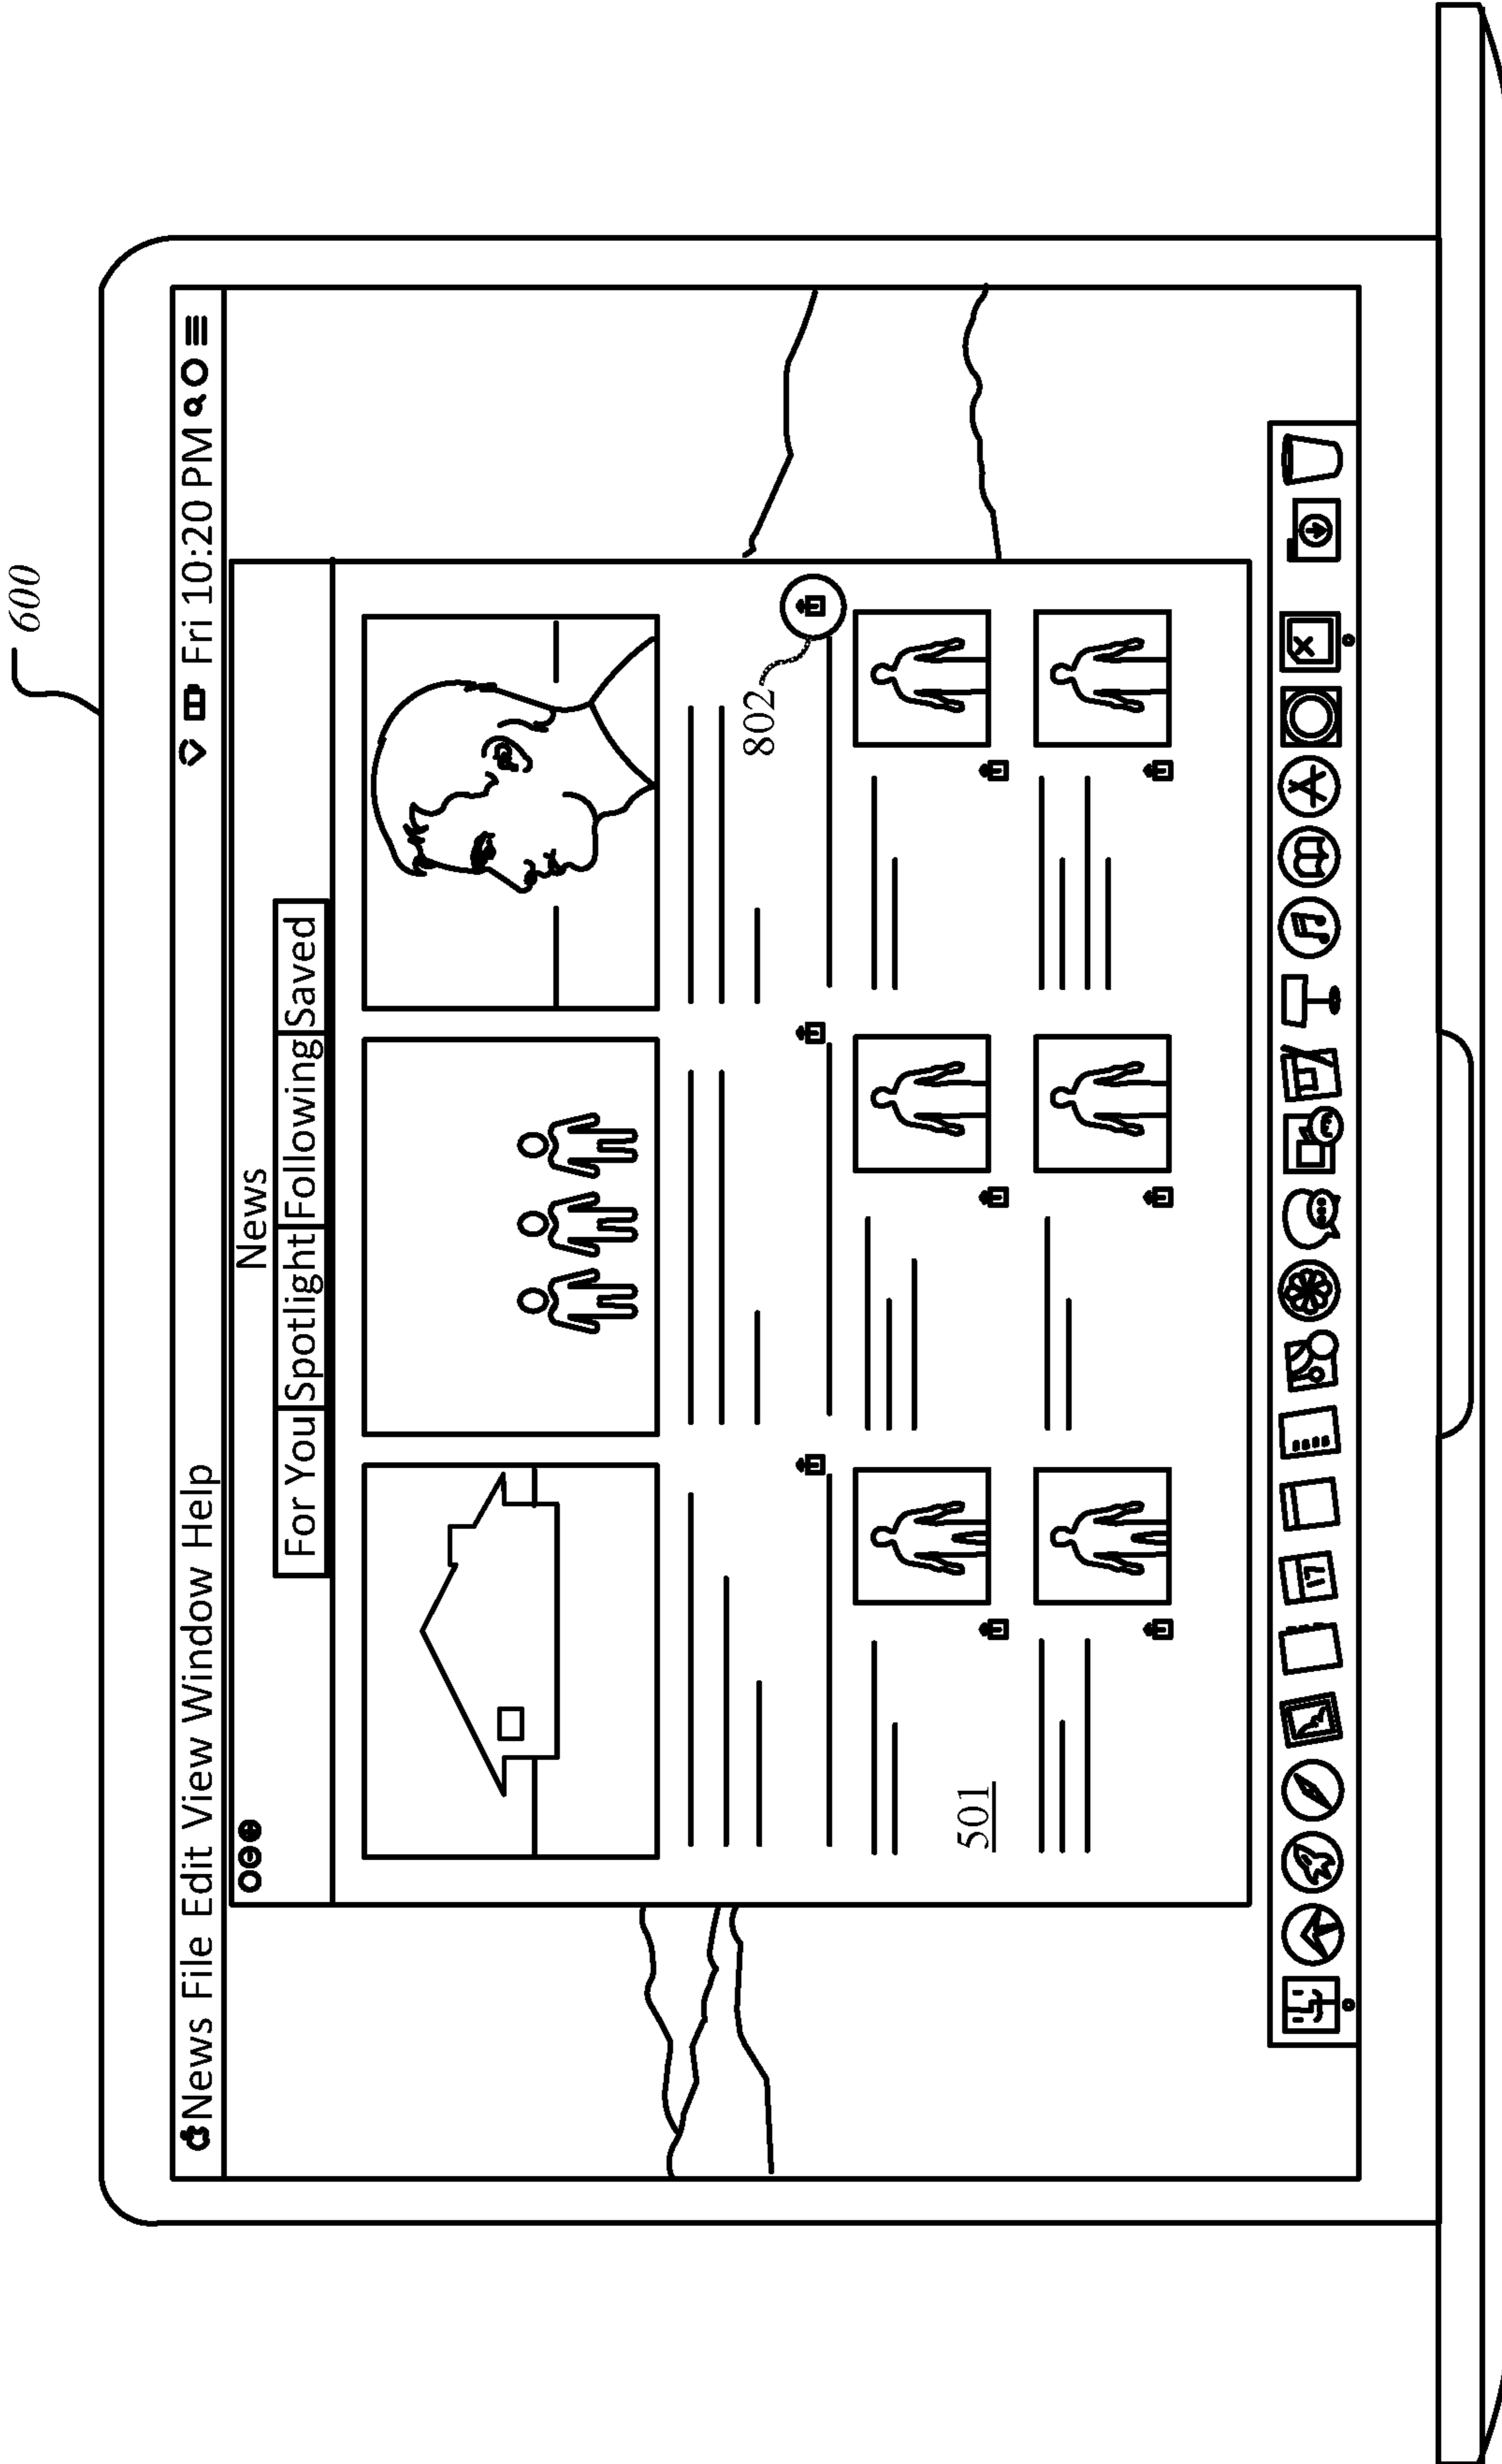 600
News File Edit View Window Help Fri 10:20 PM
News
For You Spotlight Following Saved
802
501
17